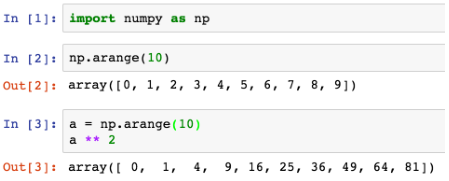 In [1]: import numpy as np
In [2]: np.arange(10)
Out[2]: array([0, 1, 2, 3, 4, 5, 6, 7, 8, 9])
In [3]: a = np.arange(10)
a ** 2
Out[3]: array([ 0,  1,  4,  9, 16, 25, 36, 49, 64, 81])